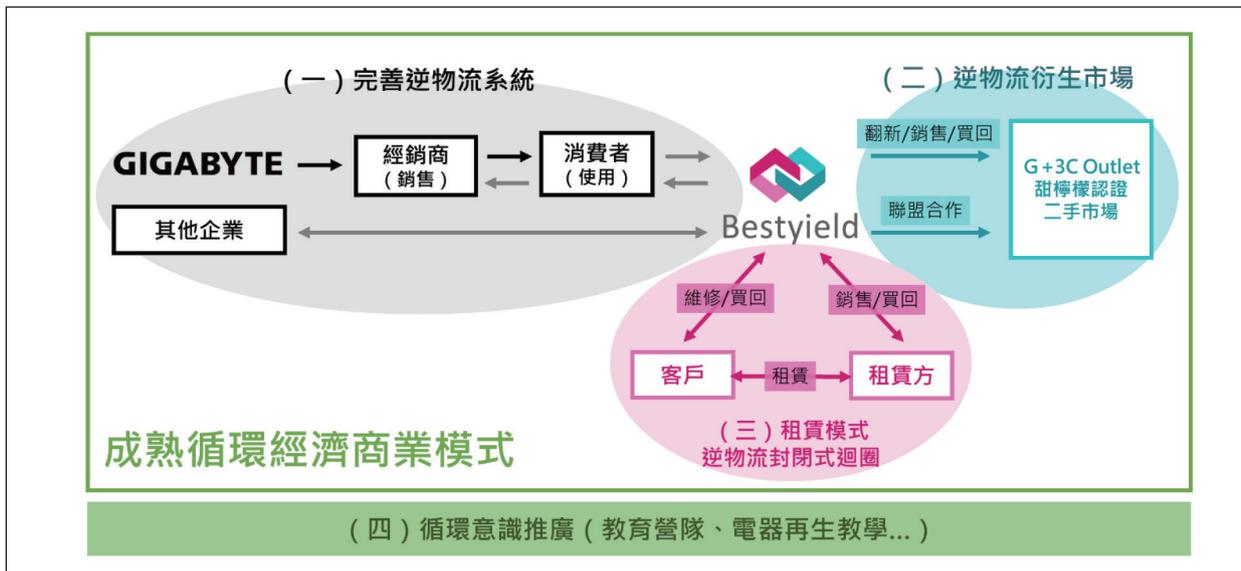 （一）完善逆物流系統
（二）逆物流衍生市場
GIGABYTE
經銷商
（銷售）
消費者
（使用）
其他企業
Bestyield
翻新/銷售/買回
聯盟合作
G+3C Outlet
甜檸檬認證
二手市場
維修/買回
銷售/買回
客戶
租賃
租賃方
（三）租賃模式
逆物流封閉式迴圈
成熟循環經濟商業模式
（四）循環意識推廣（教育營隊、電器再生教學...）